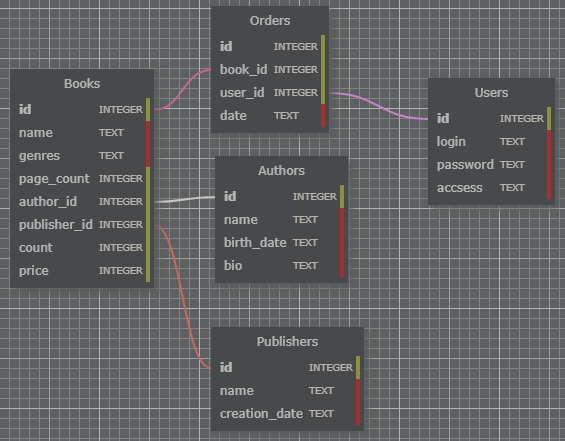 Orders
id INTEGER
book_id INTEGER
user_id INTEGER
date TEXT
Books
id INTEGER
name TEXT
genres TEXT
page_count INTEGER
author_id INTEGER
publisher_id INTEGER
count INTEGER
price INTEGER
Users
id INTEGER
login TEXT
password TEXT
accsess TEXT
Authors
id INTEGER
name TEXT
birth_date TEXT
bio TEXT
Publishers
id INTEGER
name TEXT
creation_date TEXT